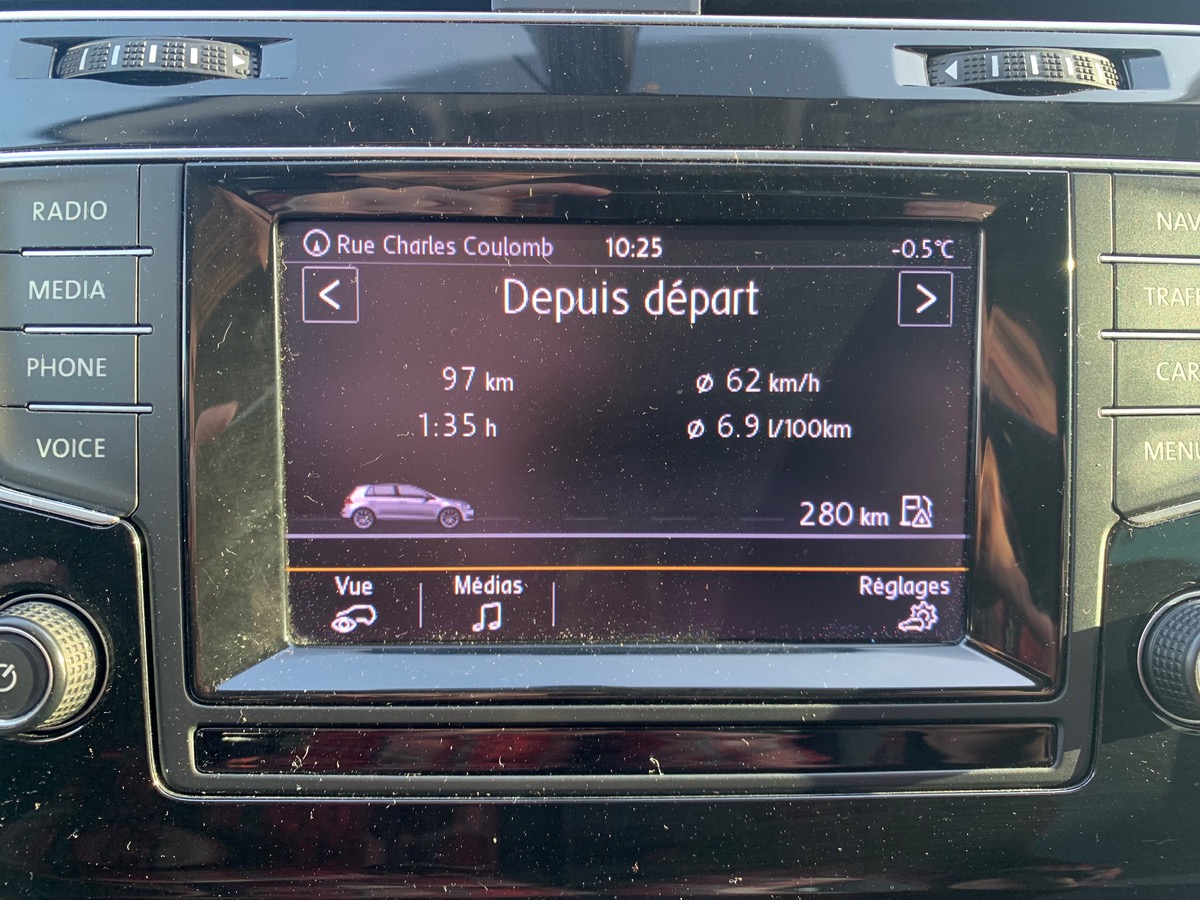 RADIO
MEDIA
PHONE
VOICE
Rue Charles Coulomb 10:25 -0.5°C
< Depuis départ >
97 km ø 62 km/h
1:35 h ø 6.9 l/100km
280 km
Vue Médias Réglages
NAV
TRAF
CAR
MENU